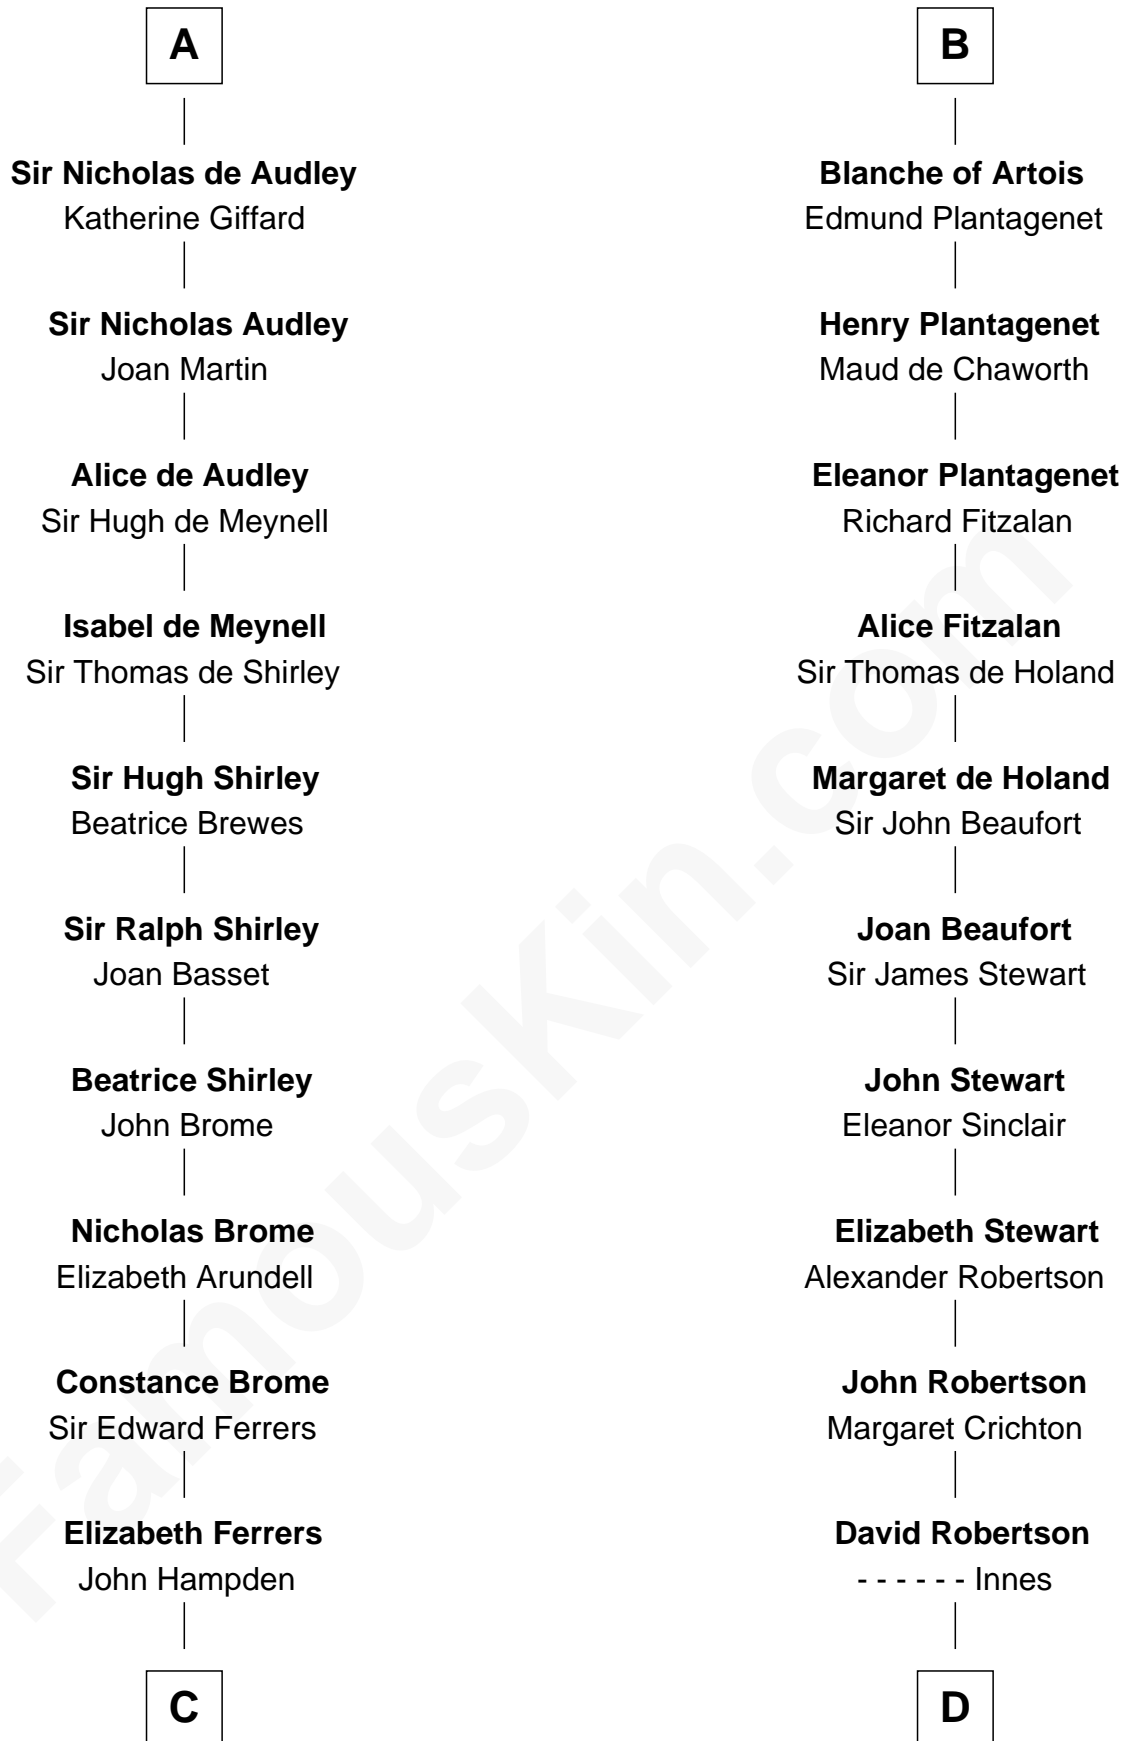 A
Sir Nicholas de Audley
Katherine Giffard
Sir Nicholas Audley
Joan Martin
Alice de Audley
Sir Hugh de Meynell
Isabel de Meynell
Sir Thomas de Shirley
Sir Hugh Shirley
Beatrice Brewes
Sir Ralph Shirley
Joan Basset
Beatrice Shirley
John Brome
Nicholas Brome
Elizabeth Arundell
Constance Brome
Sir Edward Ferrers
Elizabeth Ferrers
John Hampden
C
B
Blanche of Artois
Edmund Plantagenet
Henry Plantagenet
Maud de Chaworth
Eleanor Plantagenet
Richard Fitzalan
Alice Fitzalan
Sir Thomas de Holand
Margaret de Holand
Sir John Beaufort
Joan Beaufort
Sir James Stewart
John Stewart
Eleanor Sinclair
Elizabeth Stewart
Alexander Robertson
John Robertson
Margaret Crichton
David Robertson
- - - - - - Innes
D
FamousKin.com